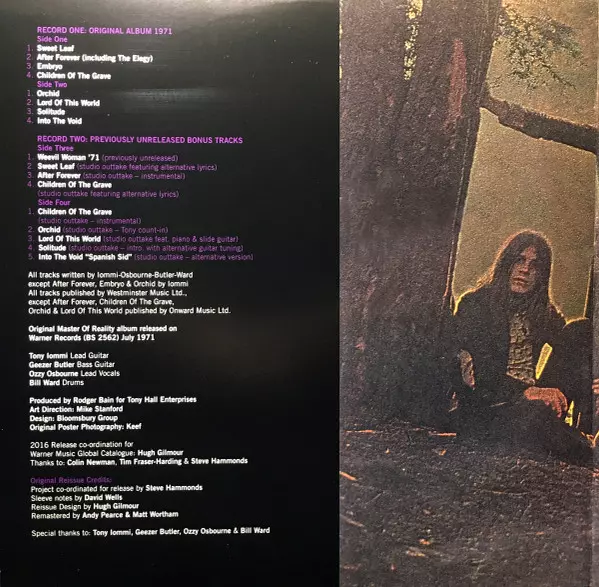 RECORD ONE: ORIGINAL ALBUM 1971
Side One
1. Sweet Leaf
2. After Forever (including The Elegy)
3. Embryo
4. Children Of The Grave
Side Two
1. Orchid
2. Lord Of This World
3. Solitude
4. Into The Void
RECORD TWO: PREVIOUSLY UNRELEASED BONUS TRACKS
Side Three
1. Weevil Woman '71 (previously unreleased)
2. Sweet Leaf (studio outtake featuring alternative lyrics)
3. After Forever (studio outtake – instrumental)
4. Children Of The Grave
(studio outtake featuring alternative lyrics)
Side Four
1. Children Of The Grave
(studio outtake – instrumental)
2. Orchid (studio outtake – Tony count-in)
3. Lord Of This World (studio outtake feat. piano & slide guitar)
4. Solitude (studio outtake – intro. with alternative guitar tuning)
5. Into The Void "Spanish Sid" (studio outtake – alternative version)
All tracks written by Iommi-Osbourne-Butler-Ward
except After Forever, Embryo & Orchid by Iommi
All tracks published by Westminster Music Ltd.,
except After Forever, Children Of The Grave,
Orchid & Lord Of This World published by Onward Music Ltd.
Original Master Of Reality album released on
Warner Records (BS 2562) July 1971
Tony Iommi Lead Guitar
Geezer Butler Bass Guitar
Ozzy Osbourne Lead Vocals
Bill Ward Drums
Produced by Rodger Bain for Tony Hall Enterprises
Art Direction: Mike Stanford
Design: Bloomsbury Group
Original Poster Photography: Keef
2016 Release co-ordination for
Warner Music Global Catalogue: Hugh Gilmour
Thanks to: Colin Newman, Tim Fraser-Harding & Steve Hammonds
Original Reissue Credits:
Project co-ordinated for release by Steve Hammonds
Sleeve notes by David Wells
Reissue Design by Hugh Gilmour
Remastered by Andy Pearce & Matt Wortham
Special thanks to: Tony Iommi, Geezer Butler, Ozzy Osbourne & Bill Ward